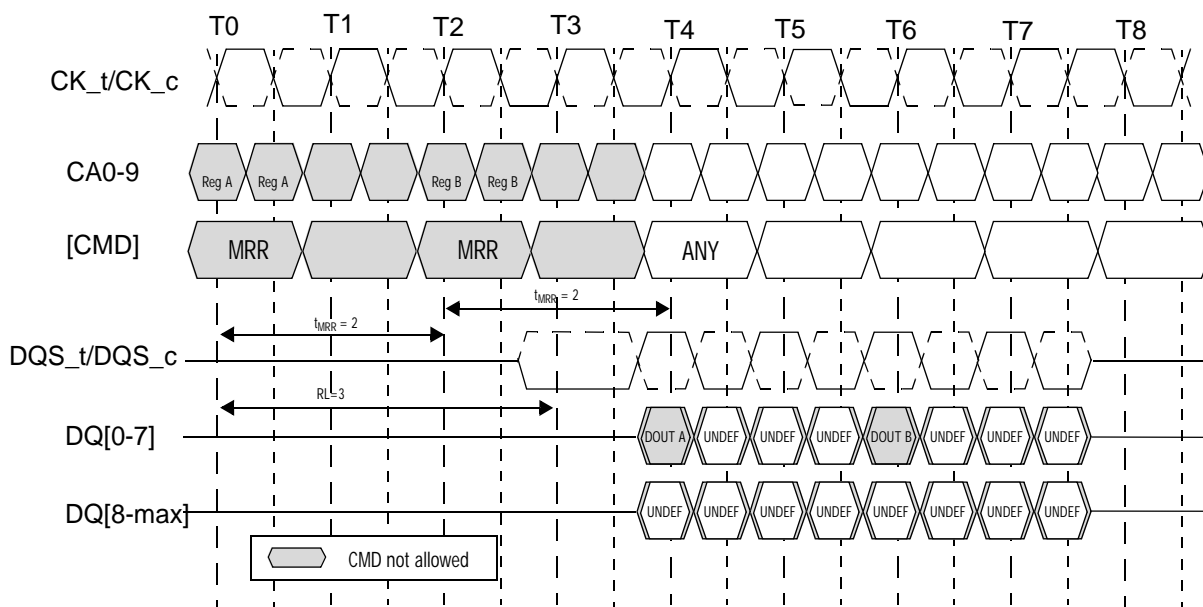 T0 T1 T2 T3 T4 T5 T6 T7 T8
CK_t/CK_c
CA0-9 Reg A Reg A Reg B Reg B
[CMD] MRR MRR ANY
tMRR = 2
tMRR = 2
DQS_t/DQS_c
RL=3
DQ[0-7] DOUT A UNDEF UNDEF UNDEF DOUT B UNDEF UNDEF UNDEF
DQ[8-max] UNDEF UNDEF UNDEF UNDEF UNDEF UNDEF UNDEF UNDEF
CMD not allowed